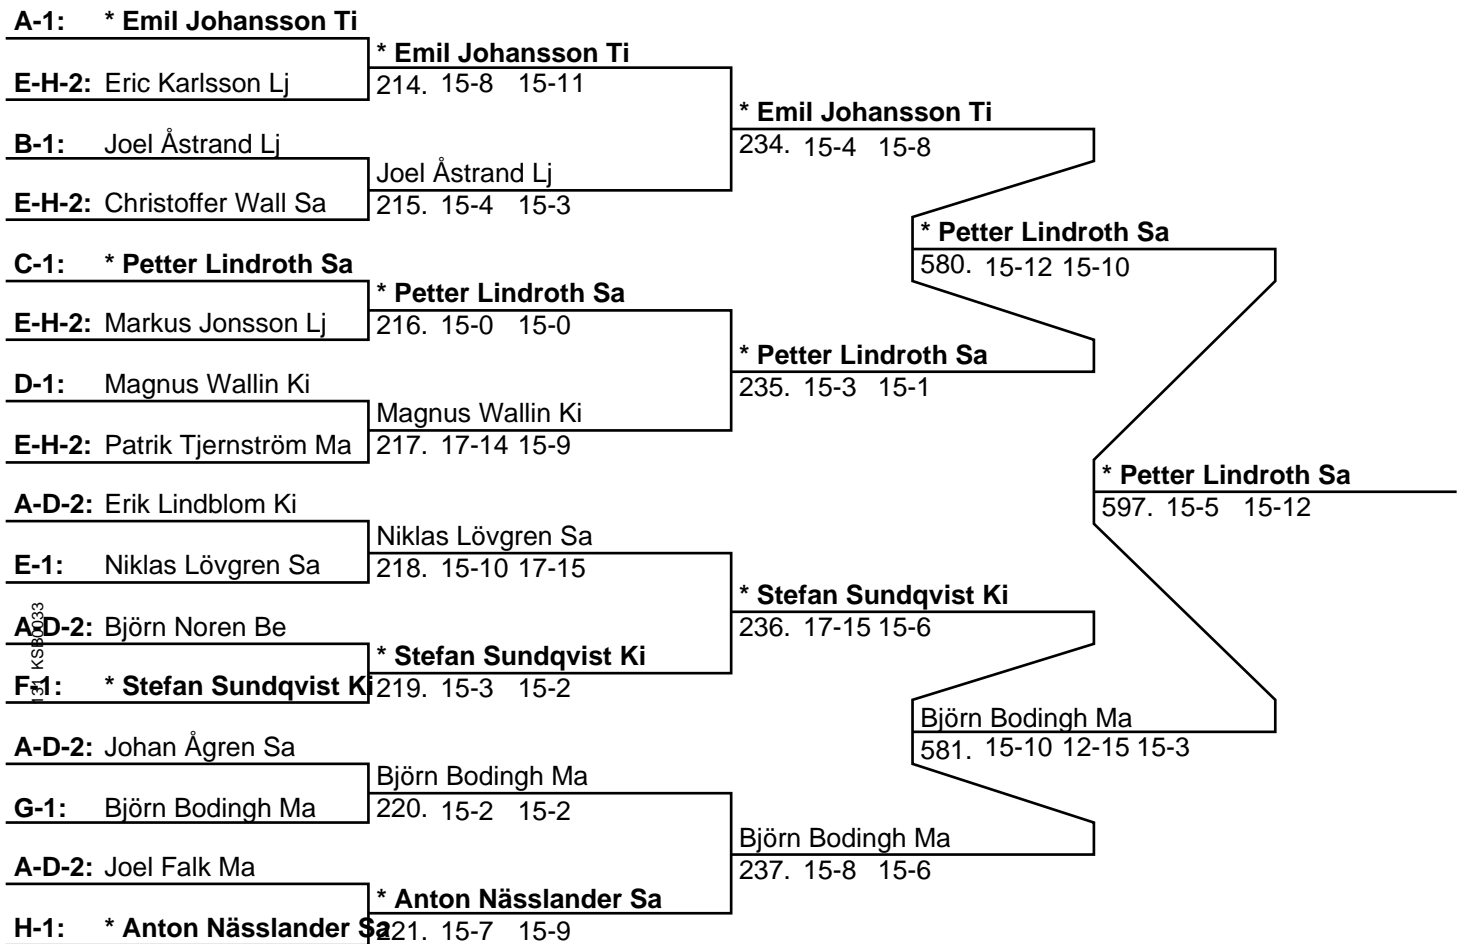 A-1: * Emil Johansson Ti
* Emil Johansson Ti
E-H-2: Eric Karlsson Lj
214. 15-8 15-11
* Emil Johansson Ti
B-1: Joel Åstrand Lj
234. 15-4 15-8
Joel Åstrand Lj
E-H-2: Christoffer Wall Sa
215. 15-4 15-3
* Petter Lindroth Sa
C-1: * Petter Lindroth Sa
580. 15-12 15-10
* Petter Lindroth Sa
E-H-2: Markus Jonsson Lj
216. 15-0 15-0
* Petter Lindroth Sa
D-1: Magnus Wallin Ki
235. 15-3 15-1
Magnus Wallin Ki
E-H-2: Patrik Tjernström Ma
217. 17-14 15-9
* Petter Lindroth Sa
A-D-2: Erik Lindblom Ki
597. 15-5 15-12
Niklas Lövgren Sa
E-1: Niklas Lövgren Sa
218. 15-10 17-15
* Stefan Sundqvist Ki
A-D-2: Björn Noren Be
236. 17-15 15-6
131 KSB0033
* Stefan Sundqvist Ki
F-1: * Stefan Sundqvist Ki
219. 15-3 15-2
Björn Bodingh Ma
A-D-2: Johan Ågren Sa
581. 15-10 12-15 15-3
Björn Bodingh Ma
G-1: Björn Bodingh Ma
220. 15-2 15-2
Björn Bodingh Ma
A-D-2: Joel Falk Ma
237. 15-8 15-6
* Anton Nässlander Sa
H-1: * Anton Nässlander Sa
221. 15-7 15-9